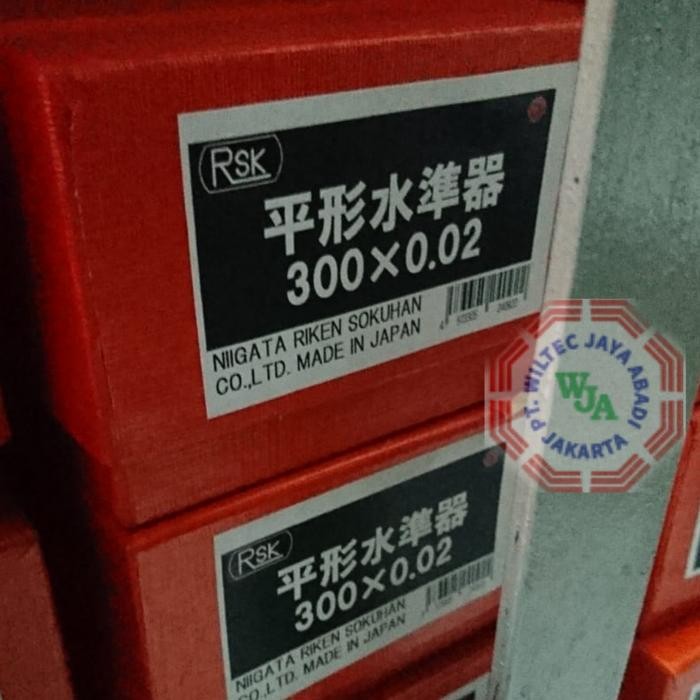 RSK
平形水準器
300×0.02
NIIGATA RIKEN SOKUHAN
CO.,LTD. MADE IN JAPAN
RSK
平形水準器
300×0.02
NIIGATA RIKEN SOKUHAN
CO.,LTD. MADE IN JAPAN
PT. WILTEC JAYA ABADI
WJA
JAKARTA